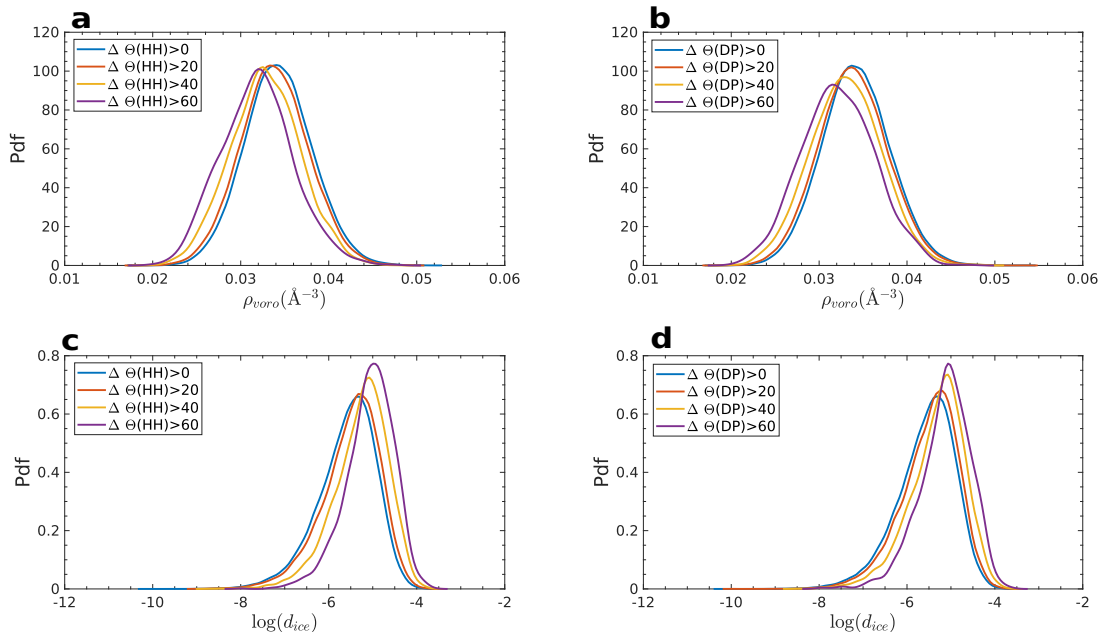 a
120
100
80
60
40
20
0
Pdf
Δ Θ(HH)>0
Δ Θ(HH)>20
Δ Θ(HH)>40
Δ Θ(HH)>60
0.01 0.02 0.03 0.04 0.05 0.06
ρvoro(Å−3)
b
120
100
80
60
40
20
0
Pdf
Δ Θ(DP)>0
Δ Θ(DP)>20
Δ Θ(DP)>40
Δ Θ(DP)>60
0.01 0.02 0.03 0.04 0.05 0.06
ρvoro(Å−3)
c
0.8
0.6
0.4
0.2
0
Pdf
Δ Θ(HH)>0
Δ Θ(HH)>20
Δ Θ(HH)>40
Δ Θ(HH)>60
-12 -10 -8 -6 -4 -2
log(dice)
d
0.8
0.6
0.4
0.2
0
Pdf
Δ Θ(DP)>0
Δ Θ(DP)>20
Δ Θ(DP)>40
Δ Θ(DP)>60
-12 -10 -8 -6 -4 -2
log(dice)